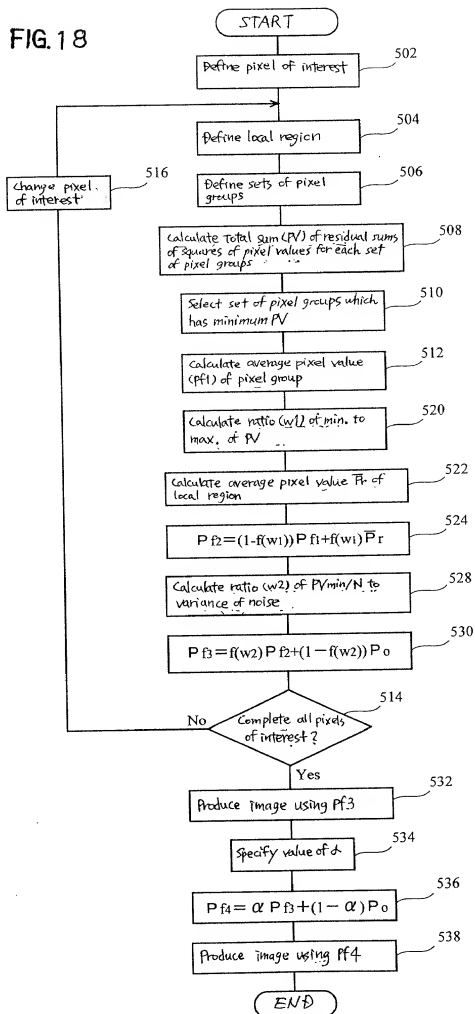 FIG.18
START
Define pixel of interest
502
Define local region
504
Change pixel
of interest
516
Define sets of pixel
groups
506
Calculate Total sum (PV) of residual sums
of squares of pixel values for each set
of pixel groups
508
Select set of pixel groups which
has minimum PV
510
Calculate average pixel value
(Pf1) of pixel group
512
Calculate ratio (w1) of min. to
max. of PV
520
Calculate average pixel value P̅r of
local region
522
Pf2=(1-f(w1))Pf1+f(w1)P̅r
524
Calculate ratio (w2) of PVmin/N to
variance of noise
528
Pf3=f(w2)Pf2+(1-f(w2))Po
530
514
No
Complete all pixels
of interest?
Yes
Produce image using Pf3
532
Specify value of α
534
Pf4=αPf3+(1-α)Po
536
Produce image using Pf4
538
END